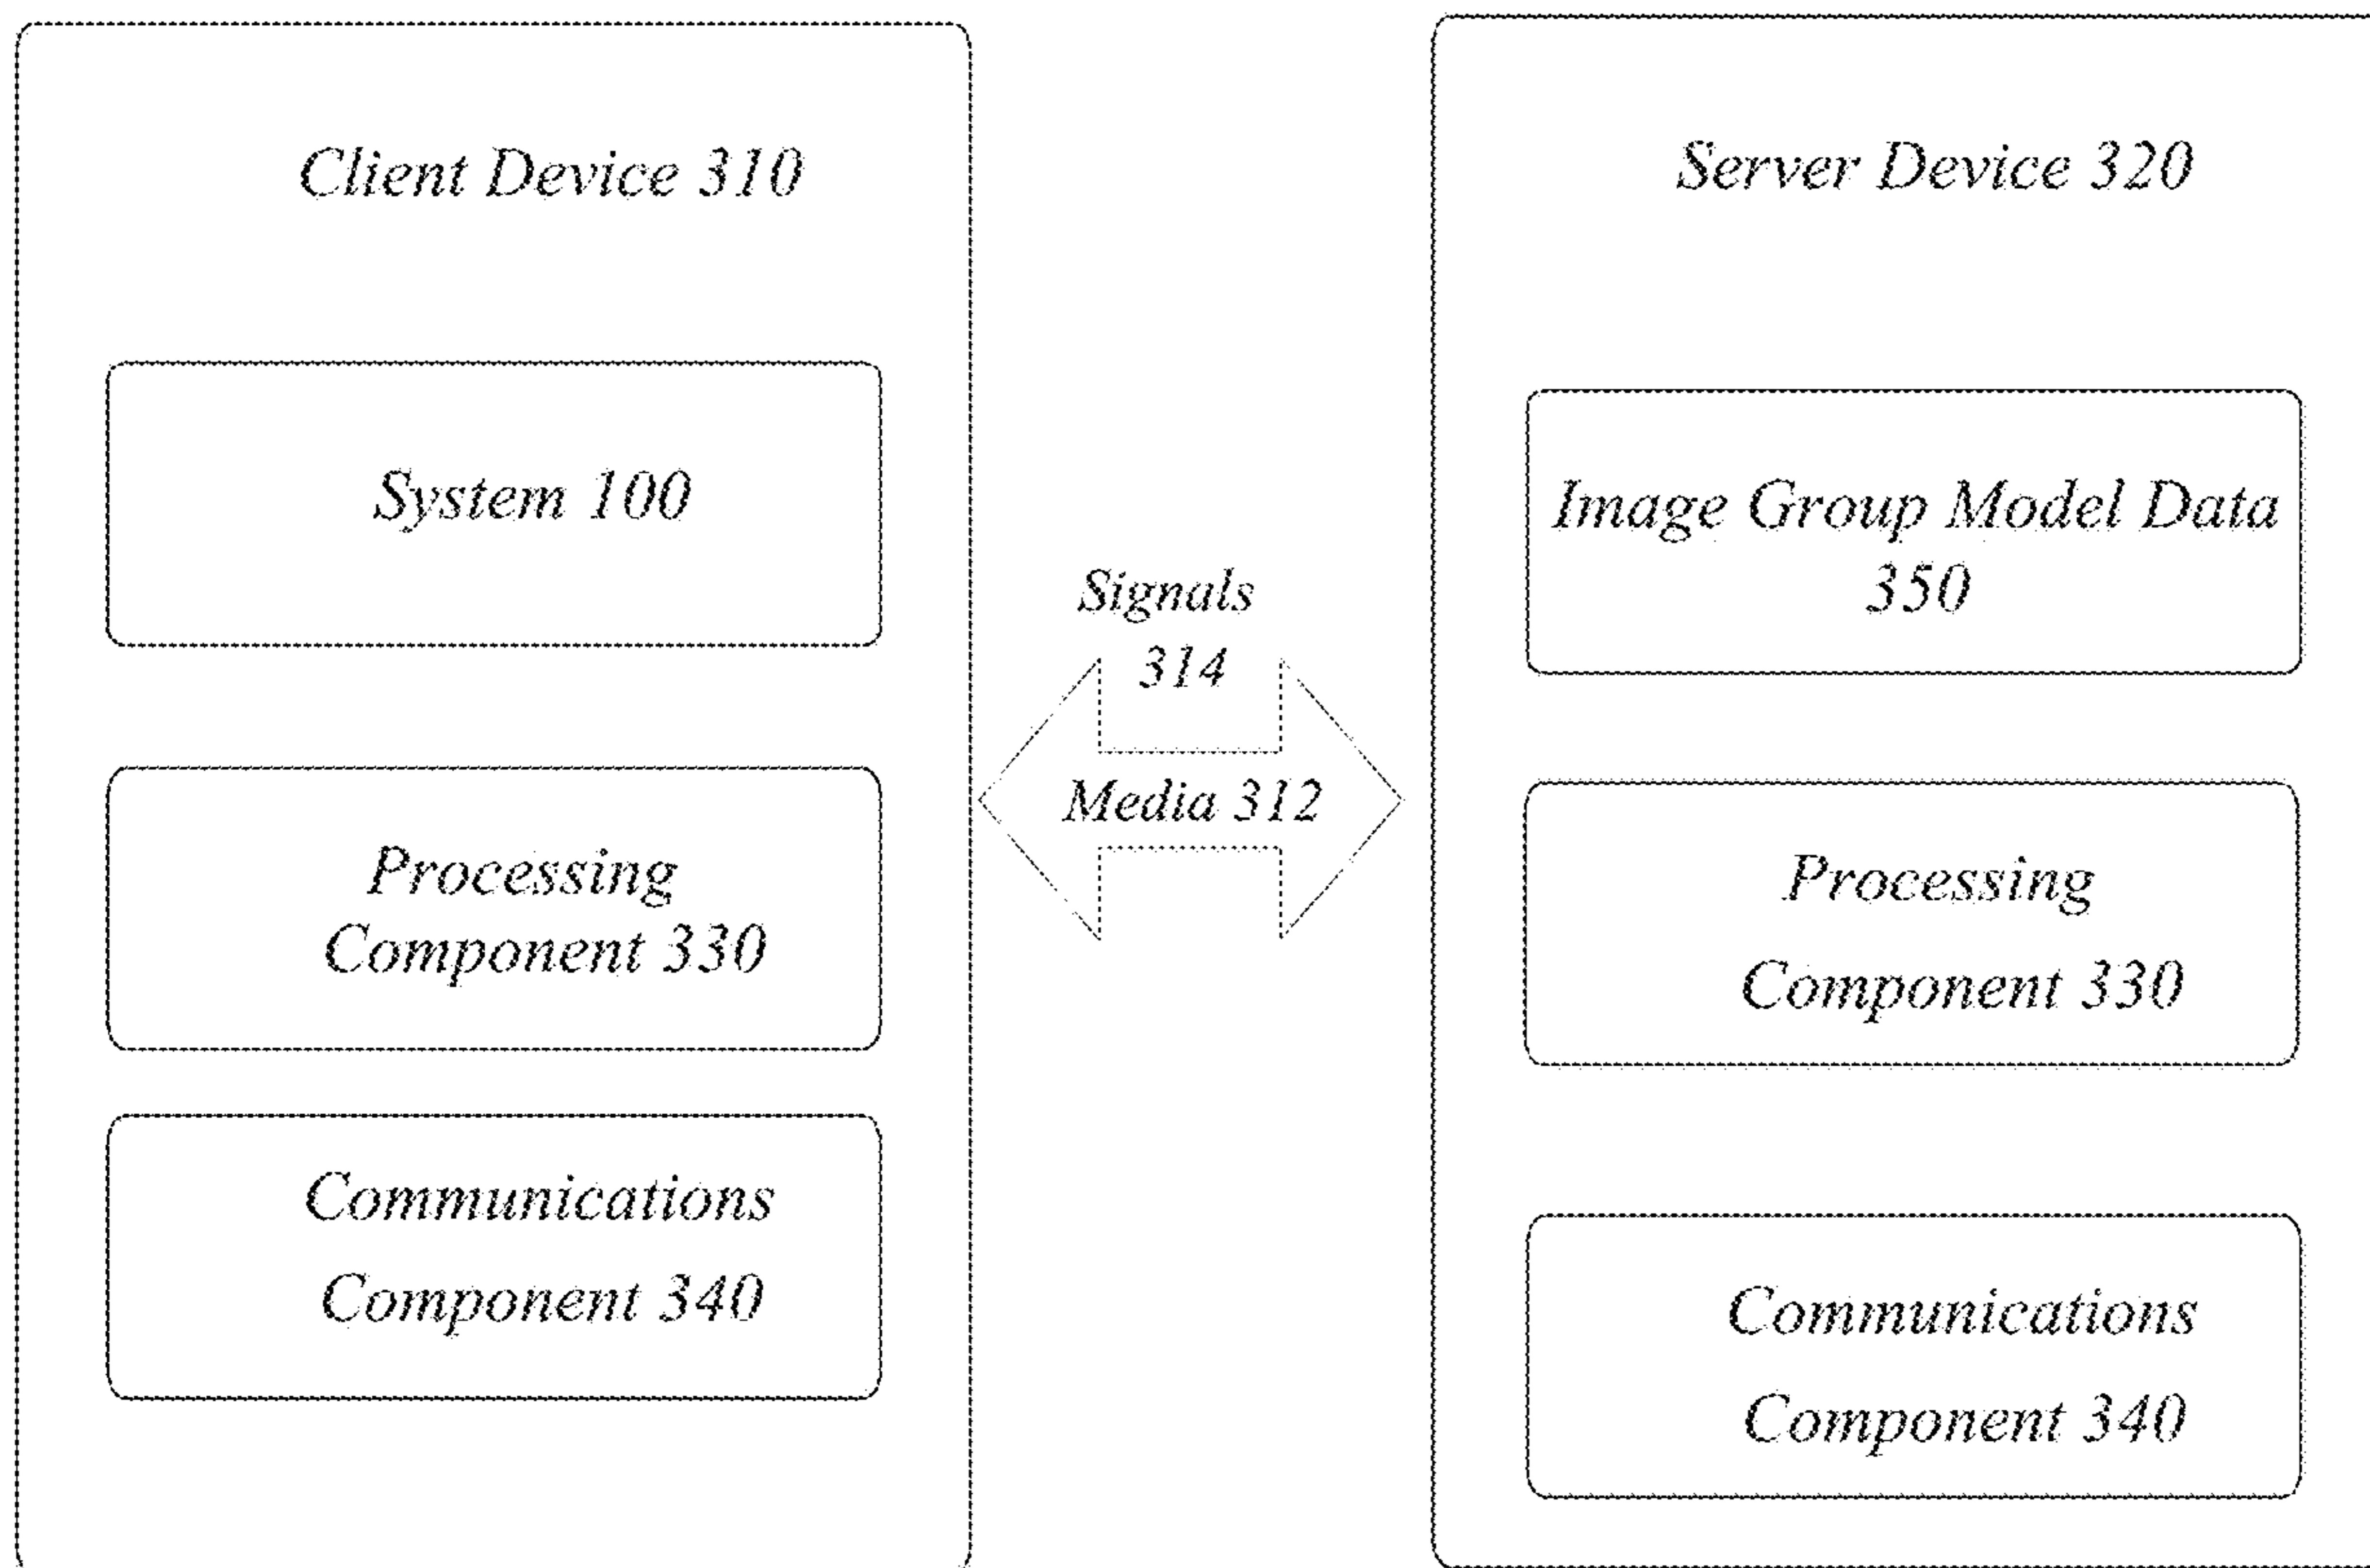 Client Device 310
System 100
Processing
Component 330
Communications
Component 340
Signals
314
Media 312
Server Device 320
Image Group Model Data
350
Processing
Component 330
Communications
Component 340